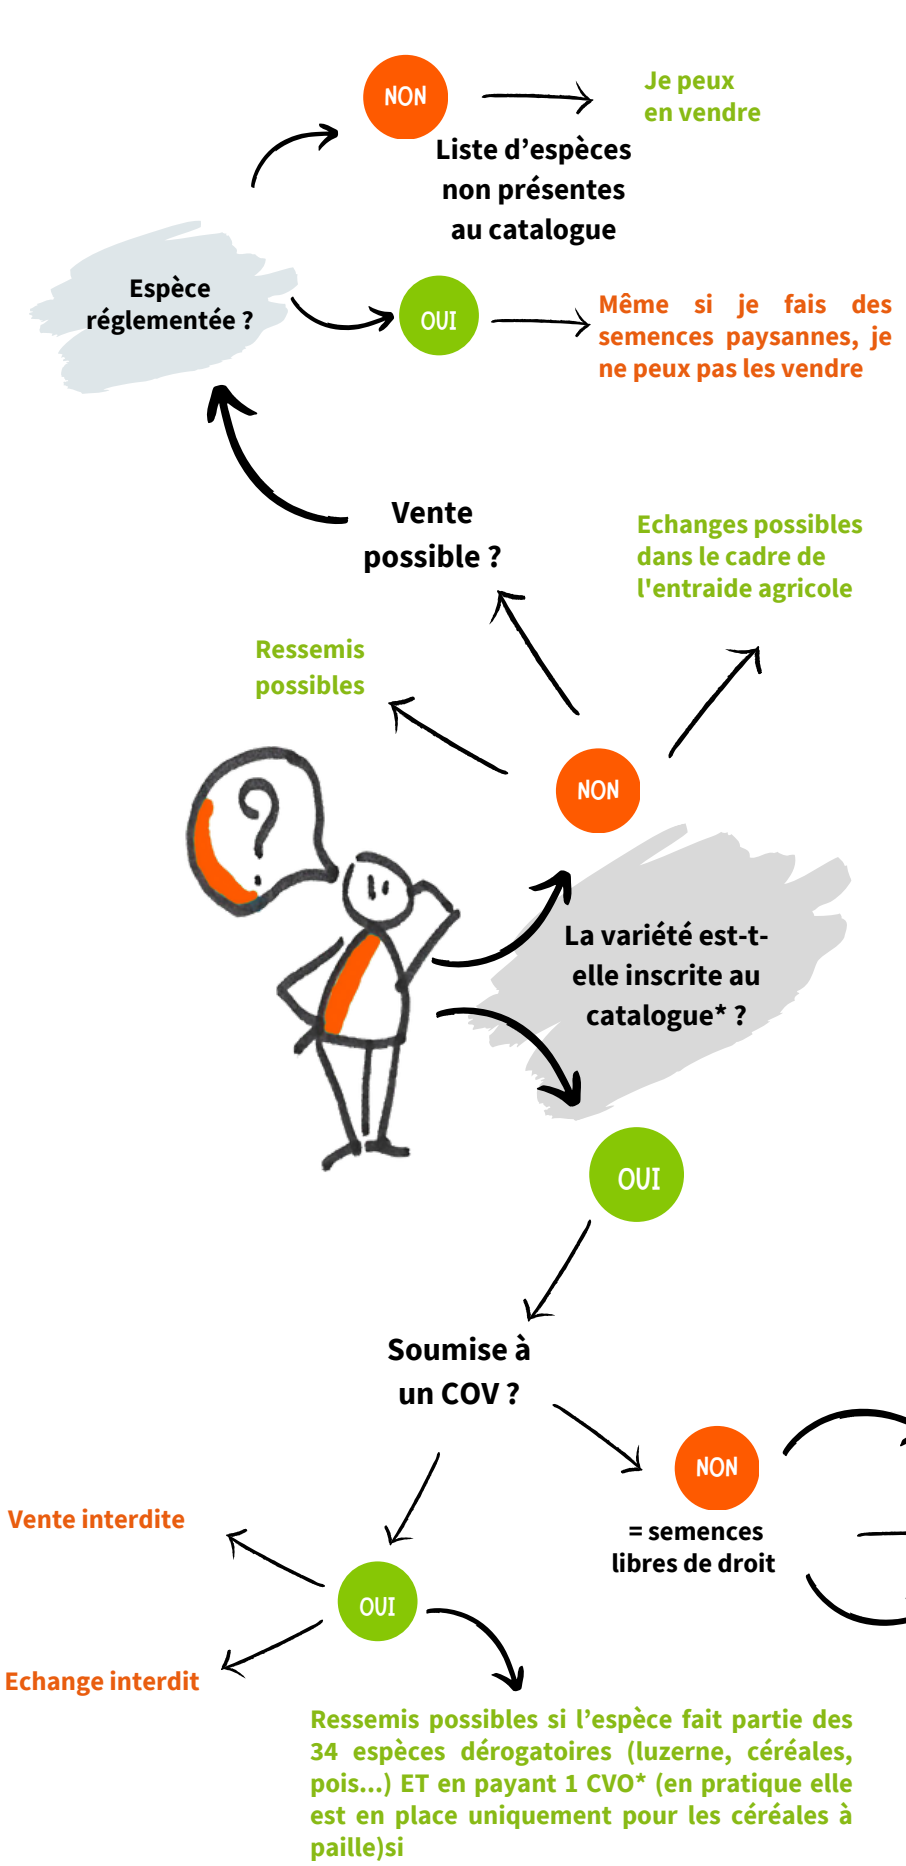 NON
Je peux
en vendre
Liste d'espèces
non présentes
au catalogue
Espèce
réglementée ?
OUI
Même si je fais des
semences paysannes, je
ne peux pas les vendre
Vente
possible ?
Echanges possibles
dans le cadre de
l'entraide agricole
Ressemis
possibles
NON
?
La variété est-t-
elle inscrite au
catalogue* ?
OUI
Soumise à
un COV ?
NON
= semences
libres de droit
Vente interdite
OUI
Echange interdit
Ressemis possibles si l'espèce fait partie des
34 espèces dérogatoires (luzerne, céréales,
pois...) ET en payant 1 CVO* (en pratique elle
est en place uniquement pour les céréales à
paille)si